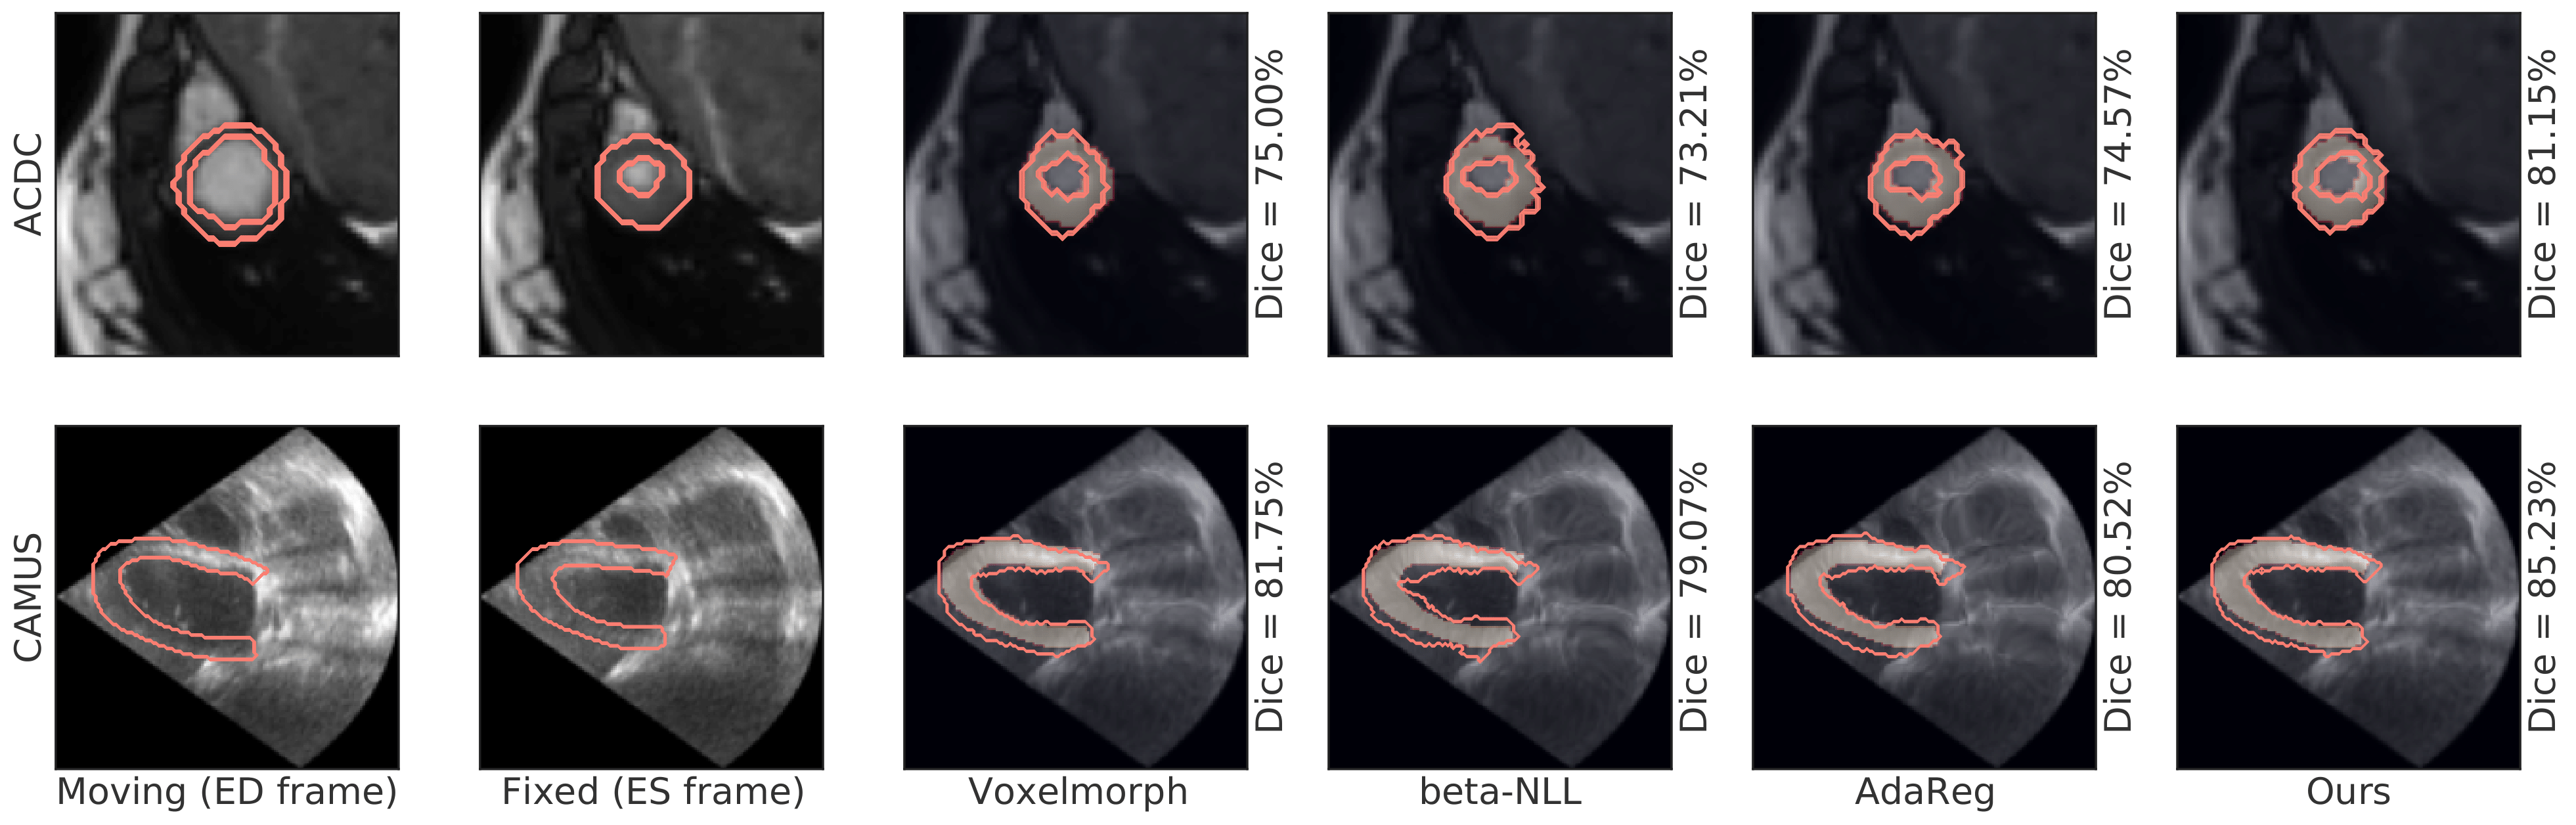 ACDC
Dice = 75.00%
Dice = 73.21%
Dice = 74.57%
Dice = 81.15%
CAMUS
Dice = 81.75%
Dice = 79.07%
Dice = 80.52%
Dice = 85.23%
Moving (ED frame)
Fixed (ES frame)
Voxelmorph
beta-NLL
AdaReg
Ours